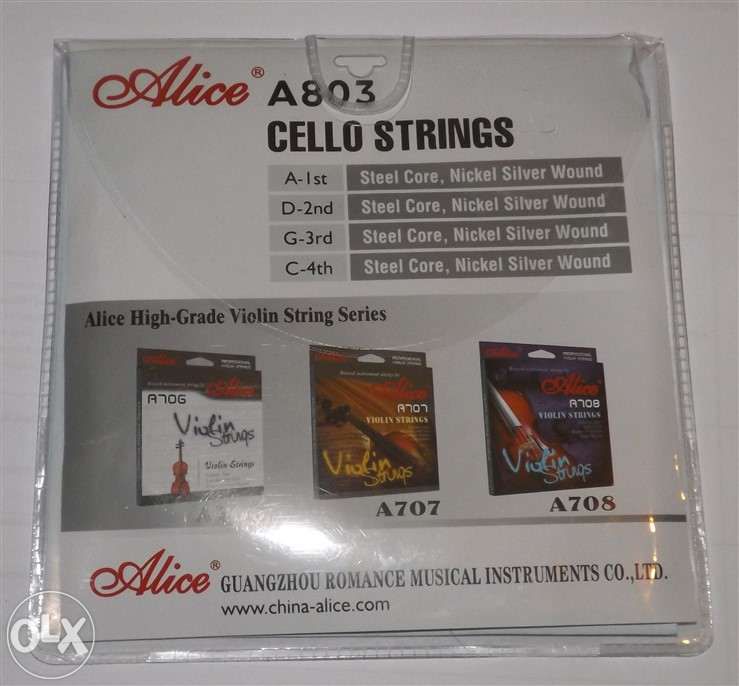 Alice® A803
CELLO STRINGS
A-1st Steel Core, Nickel Silver Wound
D-2nd Steel Core, Nickel Silver Wound
G-3rd Steel Core, Nickel Silver Wound
C-4th Steel Core, Nickel Silver Wound
Alice High-Grade Violin String Series
Alice
A706
Violin
Strings
Violin Strings
Alice
A707
VIOLIN STRINGS
Violin
Strings
A707
Alice
A708
VIOLIN STRINGS
Violin
Strings
A708
Alice® GUANGZHOU ROMANCE MUSICAL INSTRUMENTS CO.,LTD.
www.china-alice.com
OLX